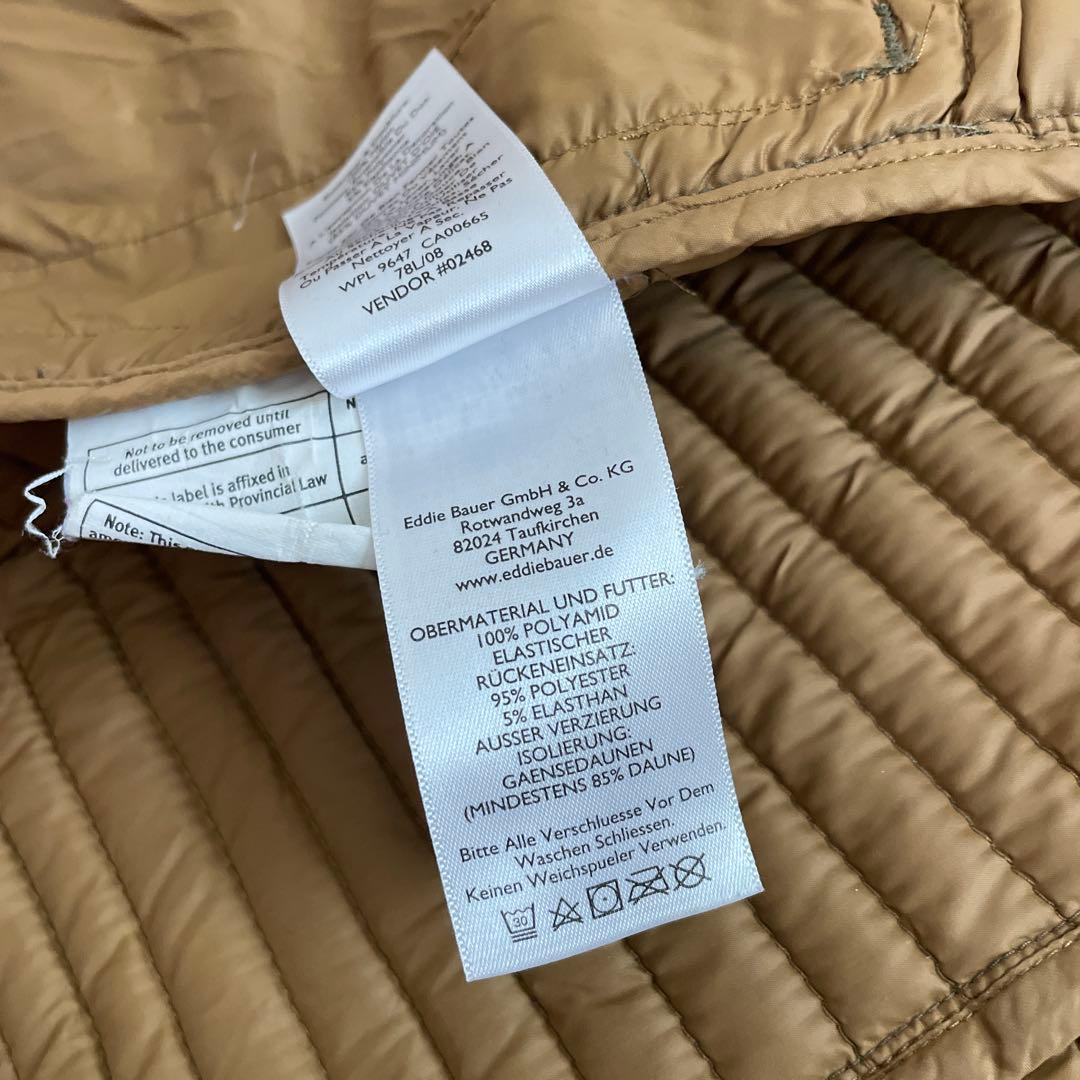 Ou Passer A La Vapeur. Ne Pas
Nettoyer A Sec.
WPL 9647 CA00665
78L/08
VENDOR #02468
Not to be removed until
delivered to the consumer
label is affixed in
Provincial Law
Note: This
Eddie Bauer GmbH & Co. KG
Rotwandweg 3a
82024 Taufkirchen
GERMANY
www.eddiebauer.de
OBERMATERIAL UND FUTTER:
100% POLYAMID
ELASTISCHER
RÜCKENEINSATZ:
95% POLYESTER
5% ELASTHAN
AUSSER VERZIERUNG
ISOLIERUNG:
GAENSEDAUNEN
(MINDESTENS 85% DAUNE)
Bitte Alle Verschluesse Vor Dem
Waschen Schliessen.
Keinen Weichspueler Verwenden.
30